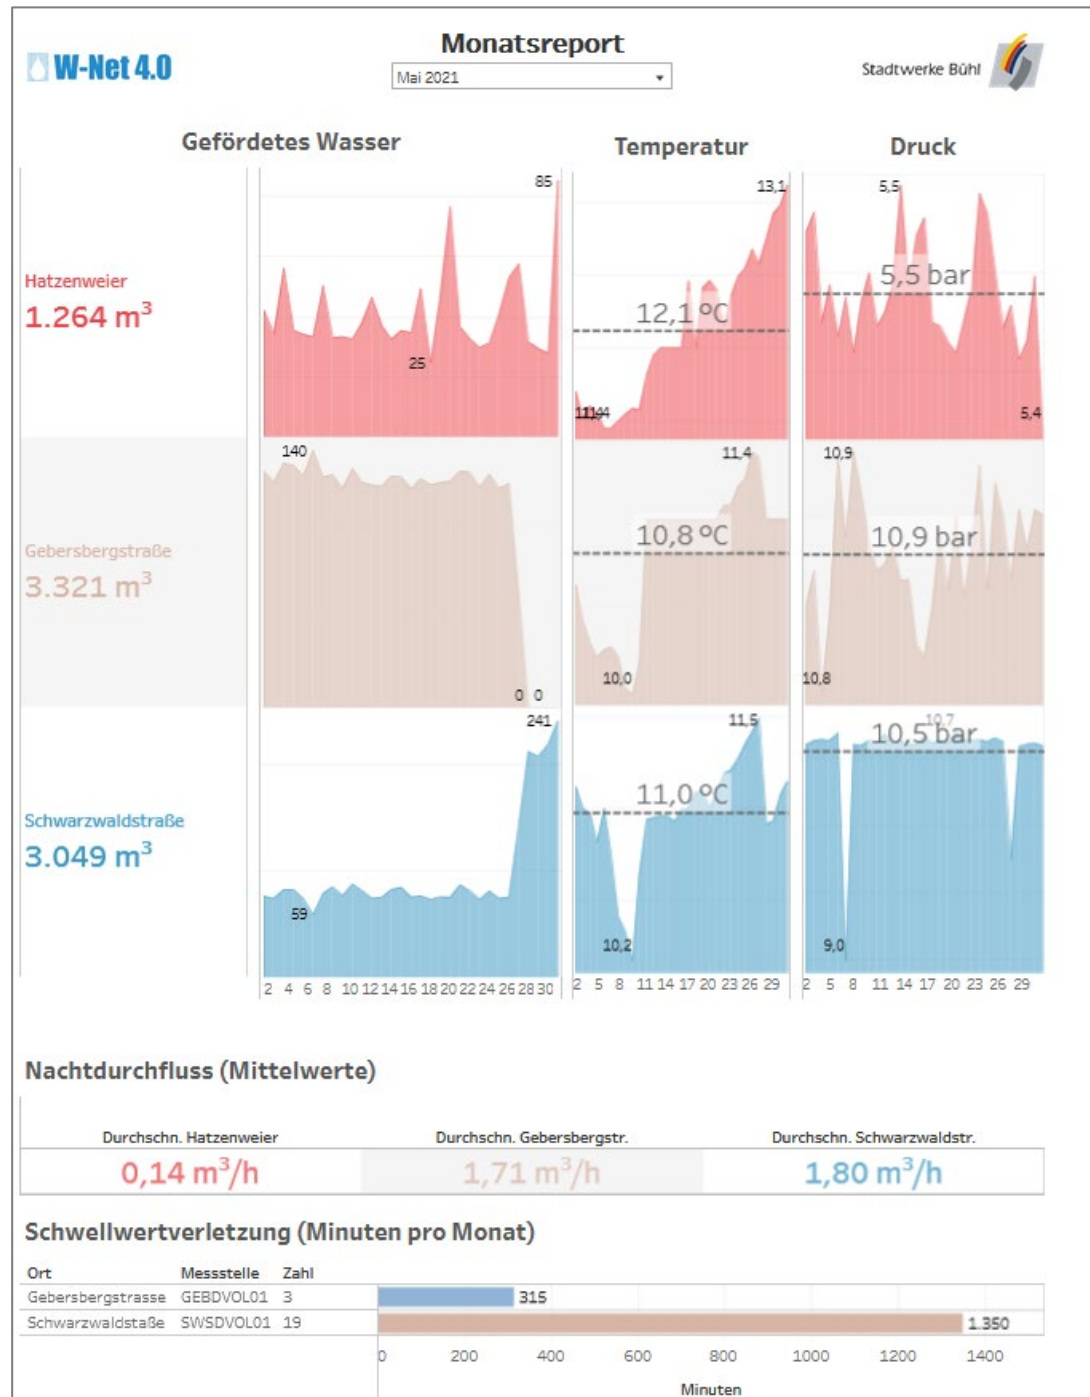 W-Net 4.0
Monatsreport
Mai 2021
Stadtwerke Bühl
Gefördetes Wasser
Temperatur
Druck
Hatzenweier
1.264 m³
85
25
13,1
12,1 °C
5,5
5,5 bar
5,4
Gebersbergstraße
3.321 m³
140
0 0
11,4
10,8 °C
10,0
10,9
10,9 bar
10,8
Schwarzwaldstraße
3.049 m³
241
59
11,5
11,0 °C
10,2
10,7
10,5 bar
9,0
2 4 6 8 10 12 14 16 18 20 22 24 26 28 30
2 5 8 11 14 17 20 23 26 29
2 5 8 11 14 17 20 23 26 29
Nachtdurchfluss (Mittelwerte)
Durchschn. Hatzenweier
Durchschn. Gebersbergstr.
Durchschn. Schwarzwaldstr.
0,14 m³/h
1,71 m³/h
1,80 m³/h
Schwellwertverletzung (Minuten pro Monat)
Ort Messstelle Zahl
Gebersbergstrasse GEBDVOL01 3 315
Schwarzwaldstaße SWSDVOL01 19 1.350
0 200 400 600 800 1000 1200 1400
Minuten